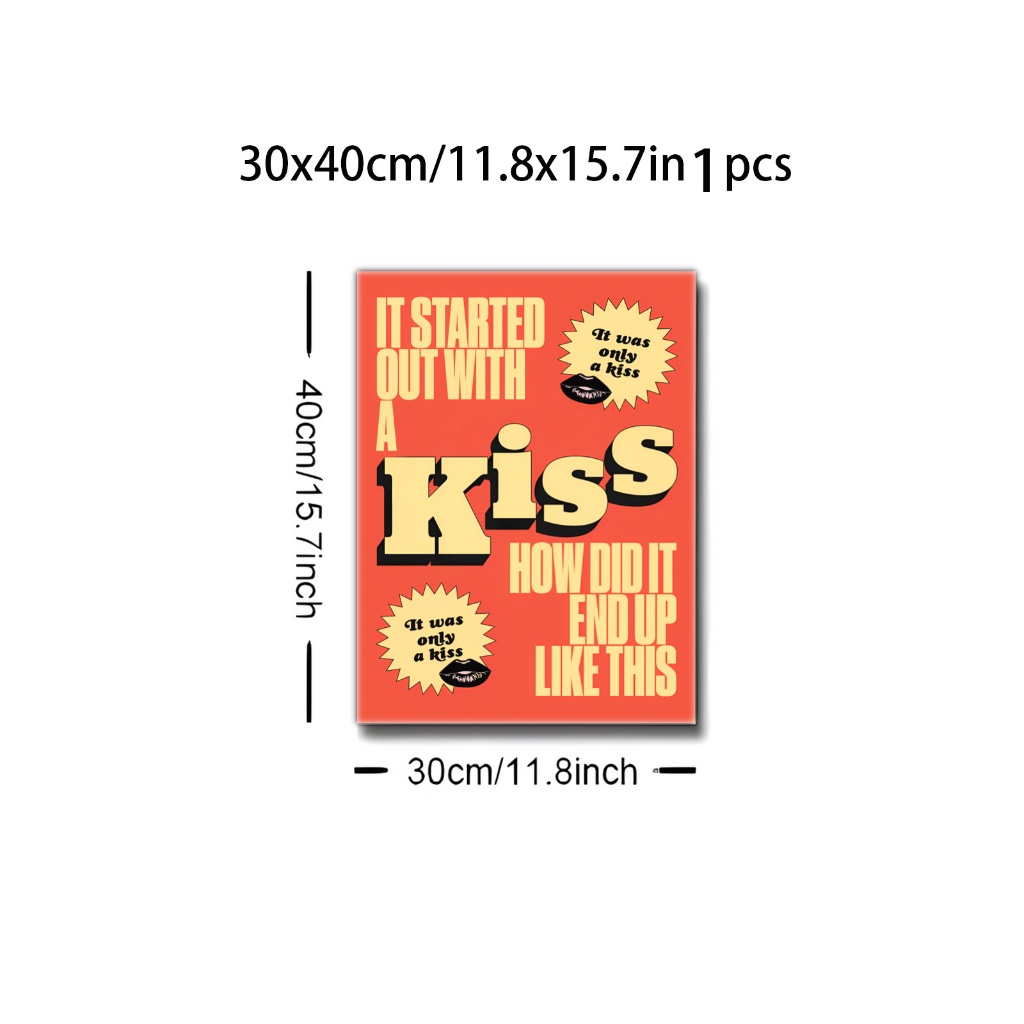 30x40cm/11.8x15.7in 1 pcs
40cm/15.7inch
IT STARTED
OUT WITH
A
It was
only
a kiss
Kiss
HOW DID IT
END UP
LIKE THIS
It was
only
a kiss
30cm/11.8inch